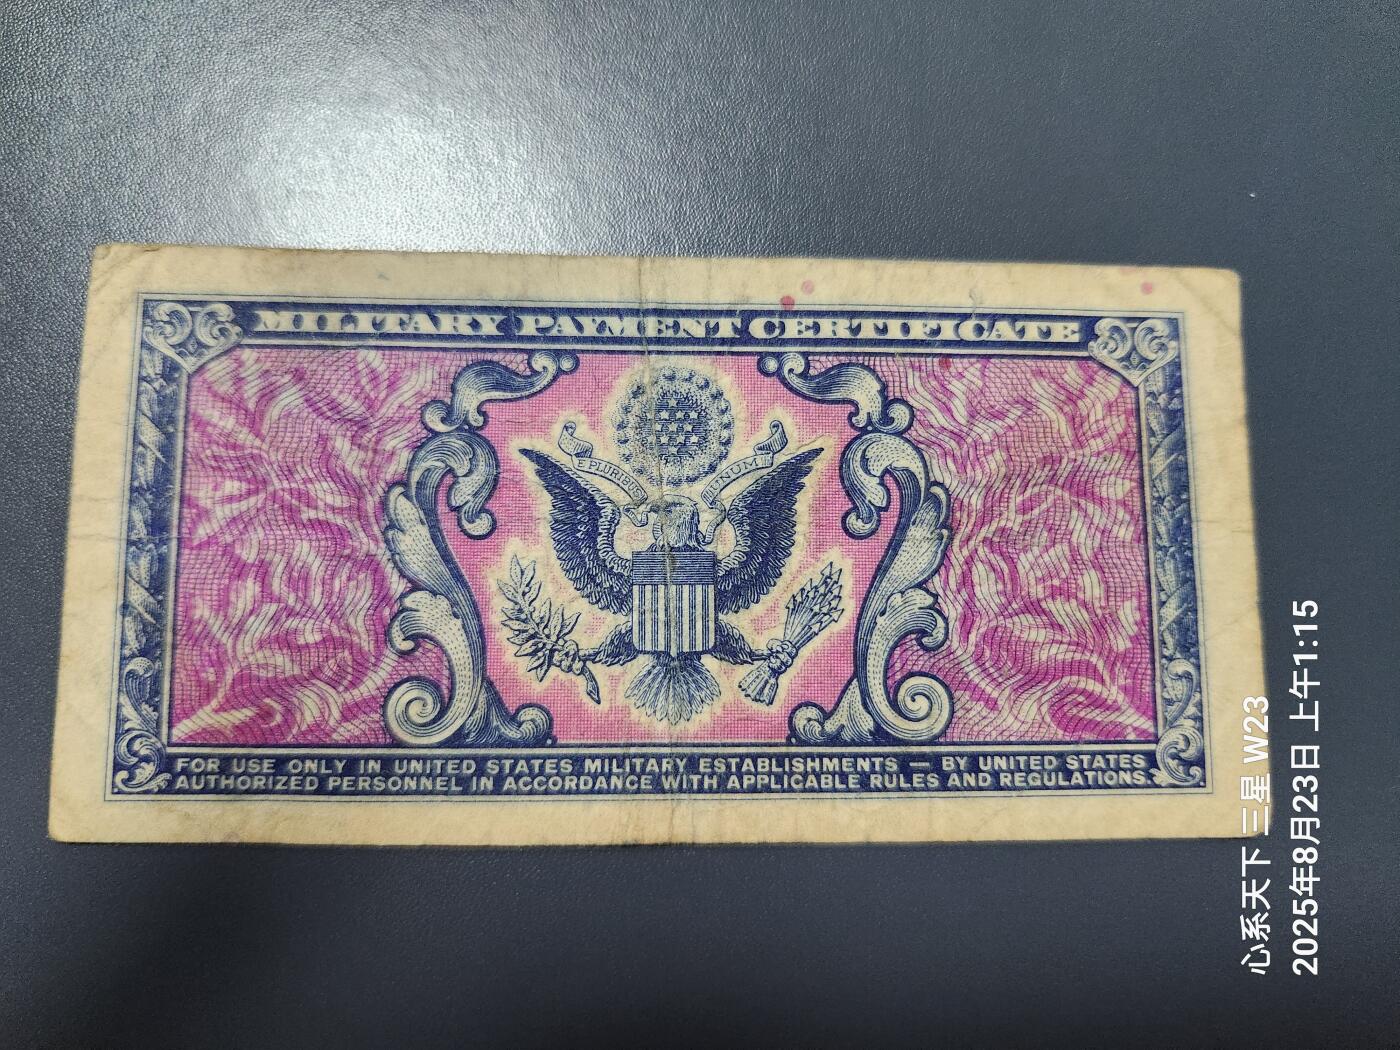 MILITARY PAYMENT CERTIFICATE
E PLURIBUS UNUM
FOR USE ONLY IN UNITED STATES MILITARY ESTABLISHMENTS — BY UNITED STATES
AUTHORIZED PERSONNEL IN ACCORDANCE WITH APPLICABLE RULES AND REGULATIONS.
心系天下 三星 W23
2025年8月23日 上午1:15